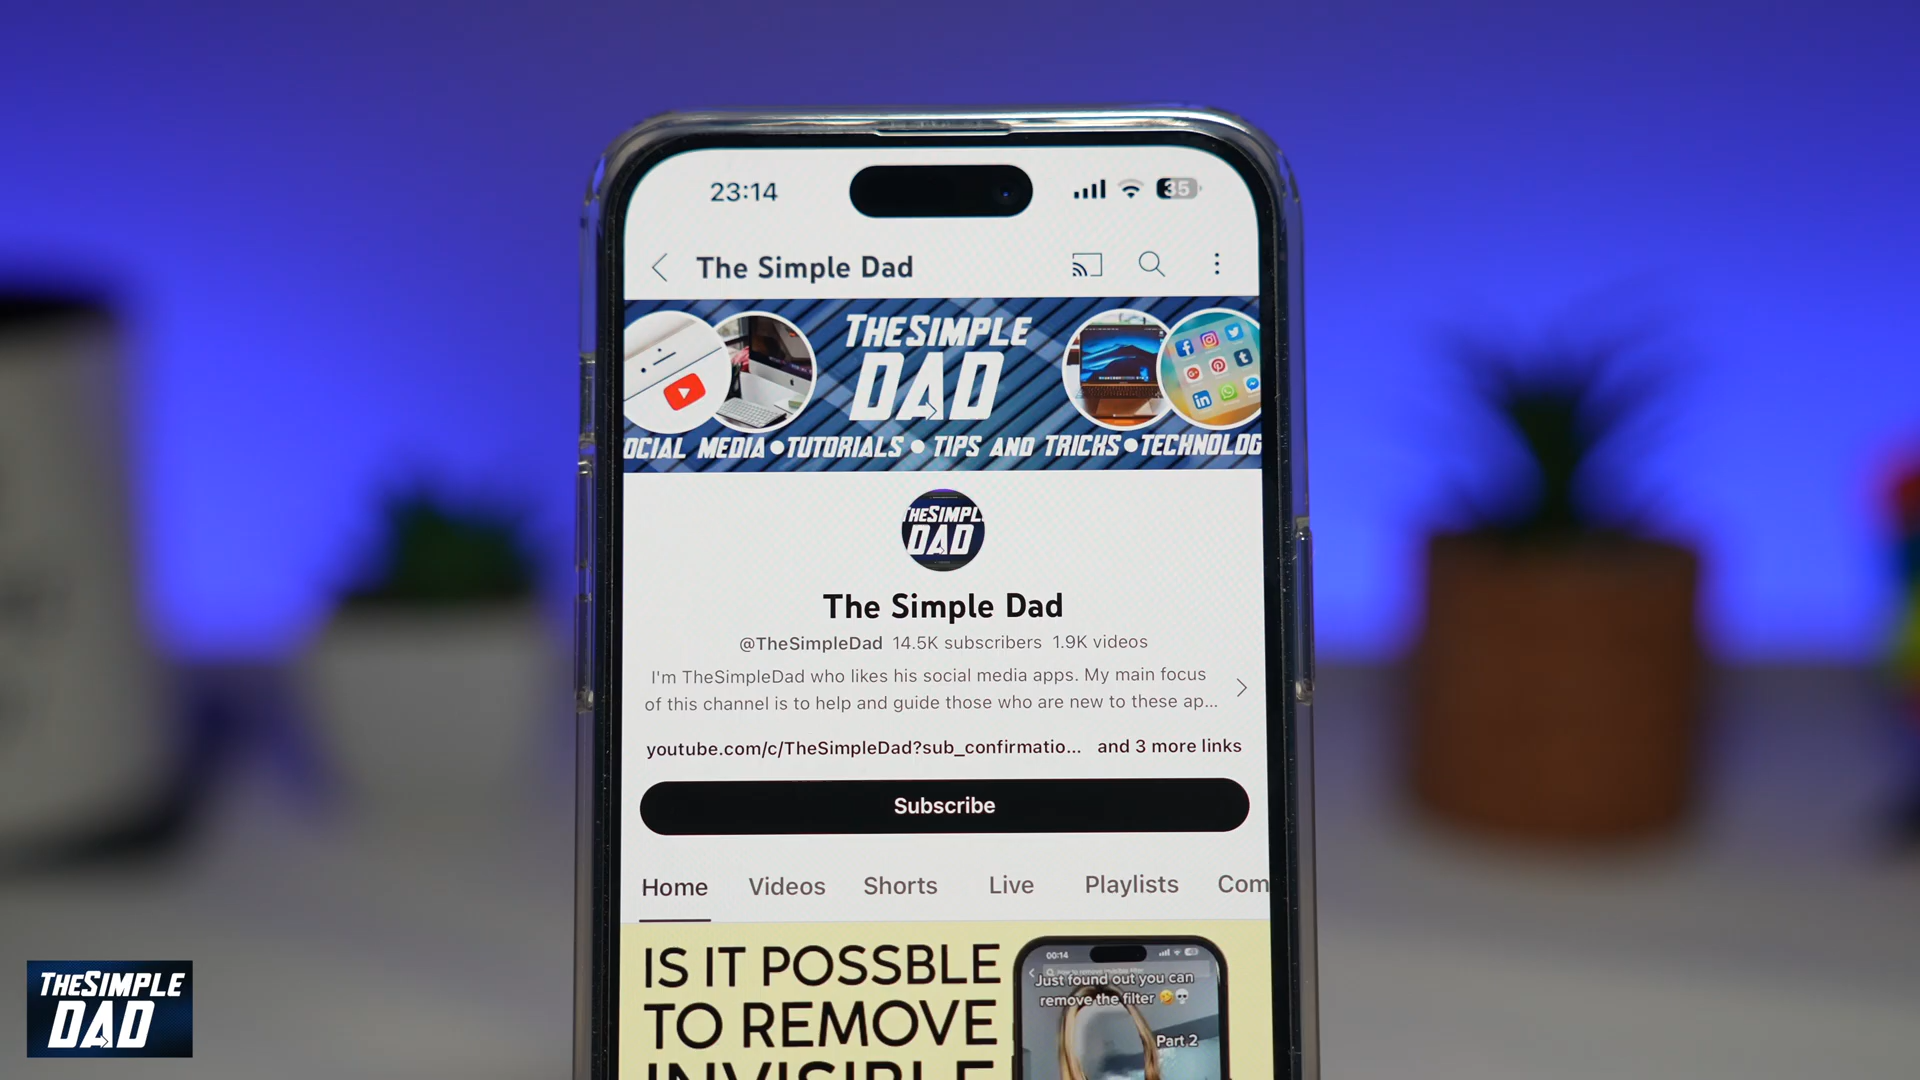 23:14
35
The Simple Dad
THESIMPLE
DAD
OCIAL MEDIA•TUTORIALS • TIPS AND TRICKS•TECHNOLOG
THESIMPL
DAD
The Simple Dad
@TheSimpleDad 14.5K subscribers 1.9K videos
I'm TheSimpleDad who likes his social media apps. My main focus
of this channel is to help and guide those who are new to these ap...
youtube.com/c/TheSimpleDad?sub_confirmatio... and 3 more links
Subscribe
Home Videos Shorts Live Playlists Com
IS IT POSSBLE
TO REMOVE
INVISIBLE
00:14
Just found out you can
remove the filter 🤣💀
Part 2
THESIMPLE
DAD